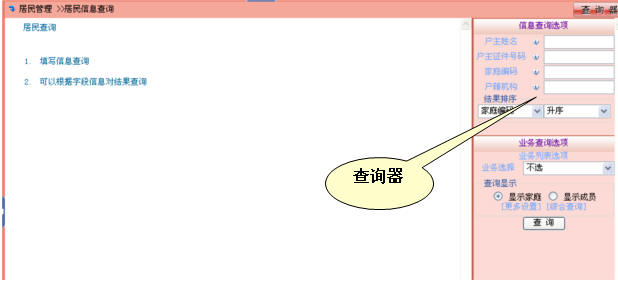 居民管理 >>居民信息查询
查 询 器
居民查询
1. 填写信息查询
2. 可以根据字段信息对结果查询
查询器
信息查询选项
户主姓名
户主证件号码
家庭编码
户籍机构
结果排序
家庭编码 升序
业务查询选项
业务列表选项
业务选择 不选
查询显示
显示家庭 显示成员
[更多设置] [综合查询]
查 询